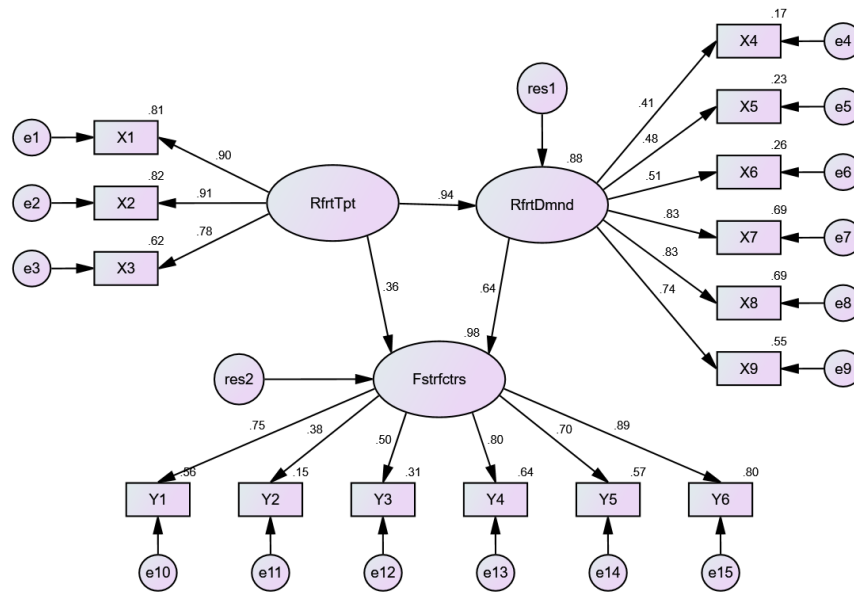 .17
X4
e4
.41
res1
.23
X5
e5
.48
.81
X1
e1
.90
.88
.26
X6
e6
.51
.82
X2
e2
.91
RfrtTpt
.94
RfrtDmnd
.83
.69
X7
e7
.62
X3
e3
.78
.83
.69
X8
e8
.36
.64
.74
.98
.55
X9
e9
res2
Fstrfctrs
.75
.38
.50
.80
.70
.89
.56
.15
.31
.64
.57
.80
Y1
Y2
Y3
Y4
Y5
Y6
e10
e11
e12
e13
e14
e15